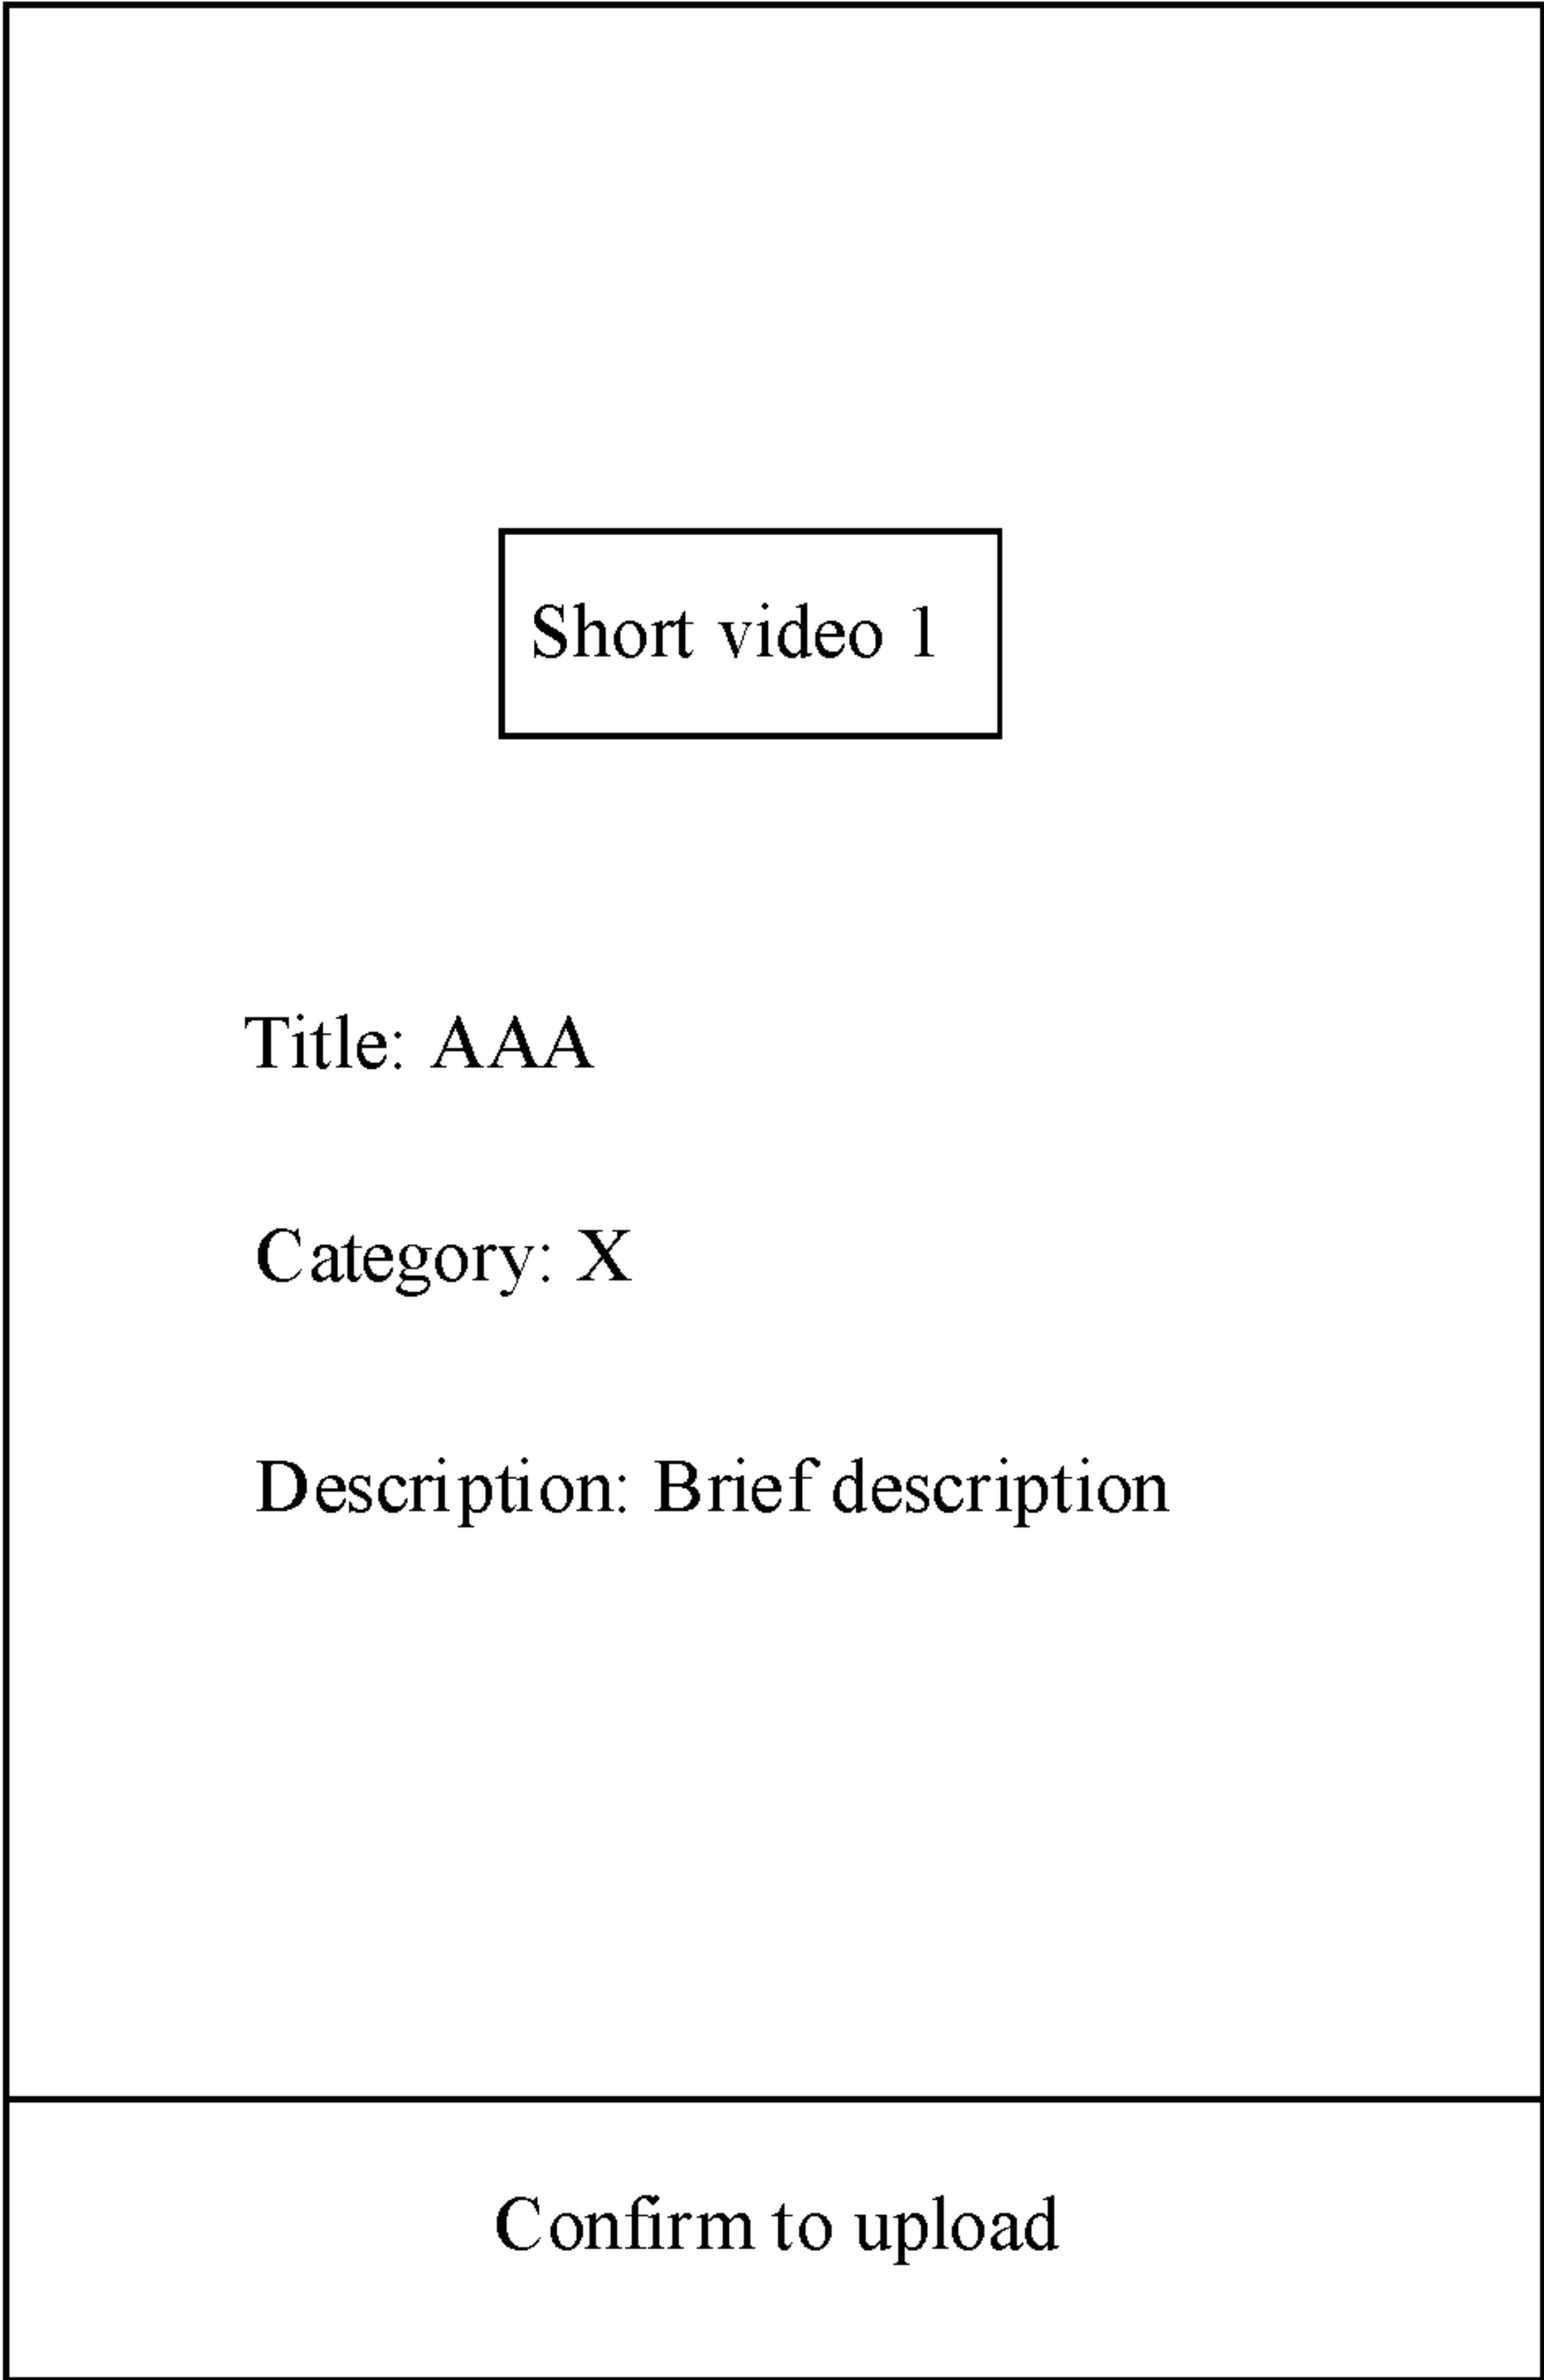 Short video 1
Title: AAA
Category: X
Description: Brief description
Confirm to upload